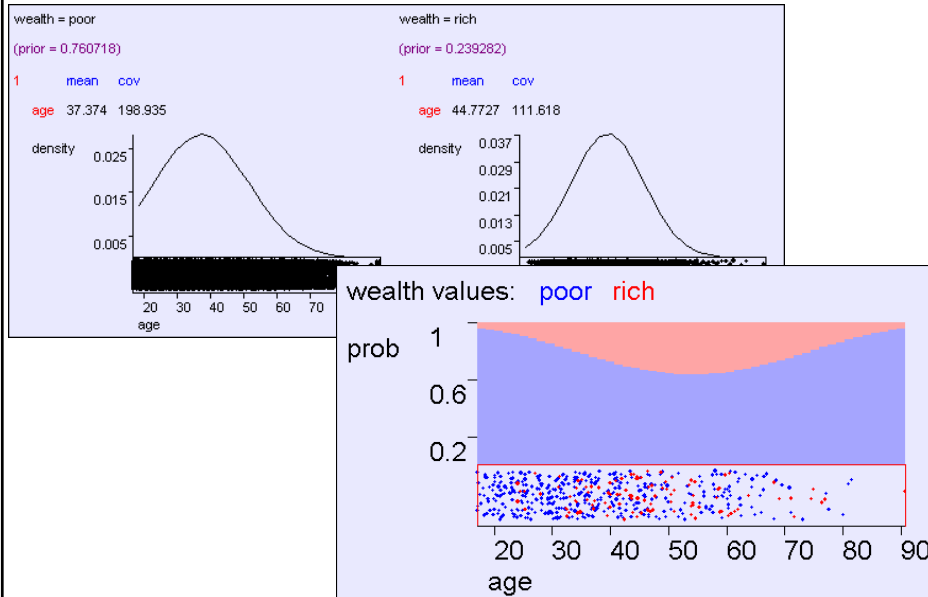 wealth = poor
(prior = 0.760718)
1 mean cov
age 37.374 198.935
density
0.025
0.015
0.005
20 30 40 50 60 70
age
wealth = rich
(prior = 0.239282)
1 mean cov
age 44.7727 111.618
density
0.037
0.029
0.021
0.013
0.005
wealth values: poor rich
prob
1
0.6
0.2
20 30 40 50 60 70 80 90
age